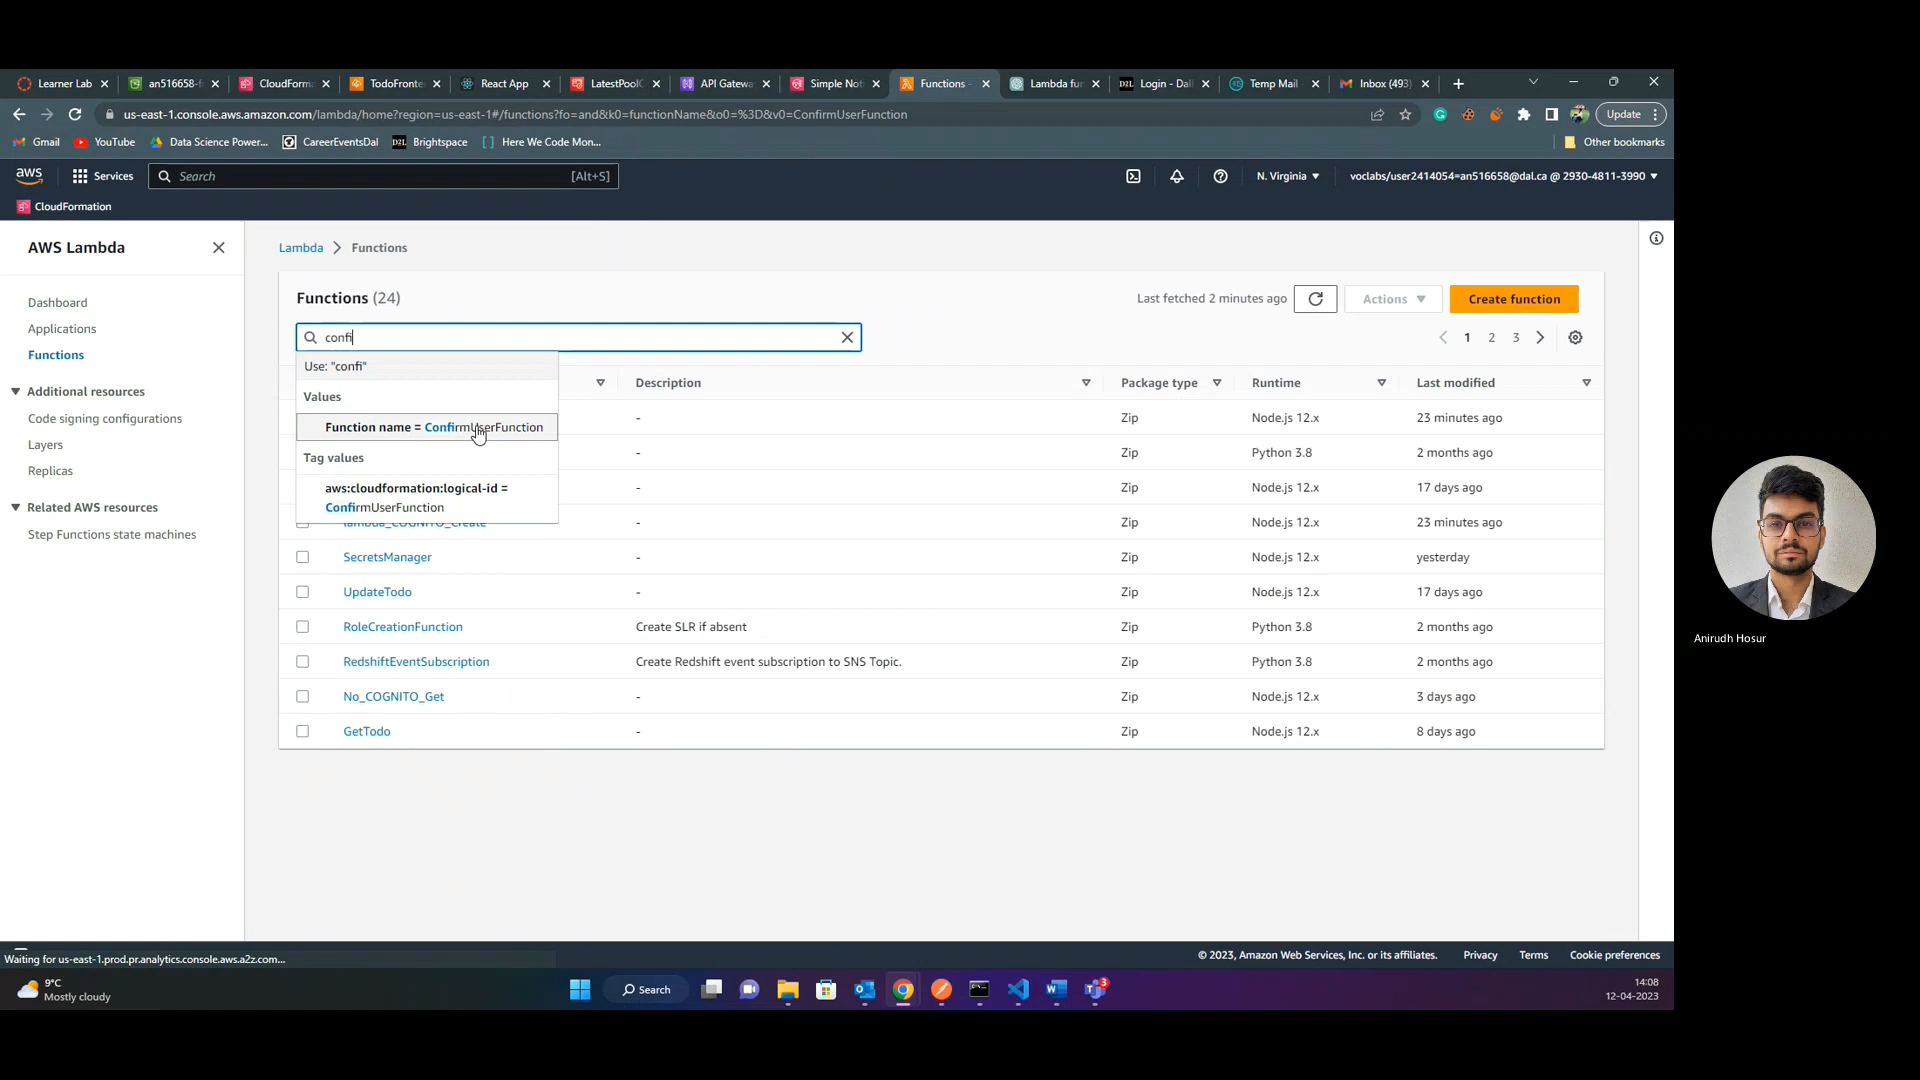 Learner Lab
an516658-f
CloudForm
TodoFronte
React App
LatestPoolC
API Gatewa
Simple Not
Functions -
Lambda fun
D2L Login - Dal
Temp Mail
Inbox (493)
us-east-1.console.aws.amazon.com/lambda/home?region=us-east-1#/functions?fo=and&k0=functionName&o0=%3D&v0=ConfirmUserFunction
Update
Gmail
YouTube
Data Science Power...
CareerEventsDal
D2L Brightspace
Here We Code Mon...
Other bookmarks
aws
Services
Search
[Alt+S]
N. Virginia
voclabs/user2414054=an516658@dal.ca @ 2930-4811-3990
CloudFormation
AWS Lambda
Dashboard
Applications
Functions
Additional resources
Code signing configurations
Layers
Replicas
Related AWS resources
Step Functions state machines
Lambda > Functions
Functions (24)
Last fetched 2 minutes ago
Actions
Create function
confi
1 2 3
Use: "confi"
Values
Function name = ConfirmUserFunction
Tag values
aws:cloudformation:logical-id =
ConfirmUserFunction
Description Package type Runtime Last modified
- Zip Node.js 12.x 23 minutes ago
- Zip Python 3.8 2 months ago
- Zip Node.js 12.x 17 days ago
lambda_COGNITO_Create - Zip Node.js 12.x 23 minutes ago
SecretsManager - Zip Node.js 12.x yesterday
UpdateTodo - Zip Node.js 12.x 17 days ago
RoleCreationFunction Create SLR if absent Zip Python 3.8 2 months ago
RedshiftEventSubscription Create Redshift event subscription to SNS Topic. Zip Python 3.8 2 months ago
No_COGNITO_Get - Zip Node.js 12.x 3 days ago
GetTodo - Zip Node.js 12.x 8 days ago
Anirudh Hosur
Waiting for us-east-1.prod.pr.analytics.console.aws.a2z.com...
© 2023, Amazon Web Services, Inc. or its affiliates.
Privacy
Terms
Cookie preferences
9°C
Mostly cloudy
Search
3
14:08
12-04-2023